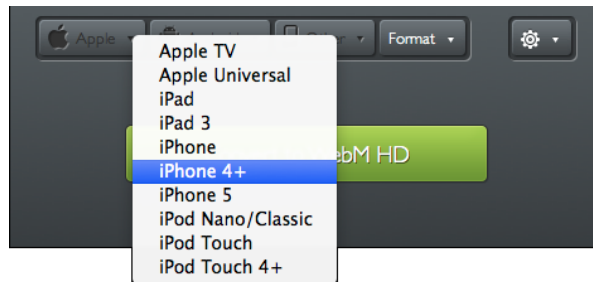 Apple
Format
Apple TV
Apple Universal
iPad
iPad 3
iPhone
iPhone 4+
iPhone 5
iPod Nano/Classic
iPod Touch
iPod Touch 4+
HD